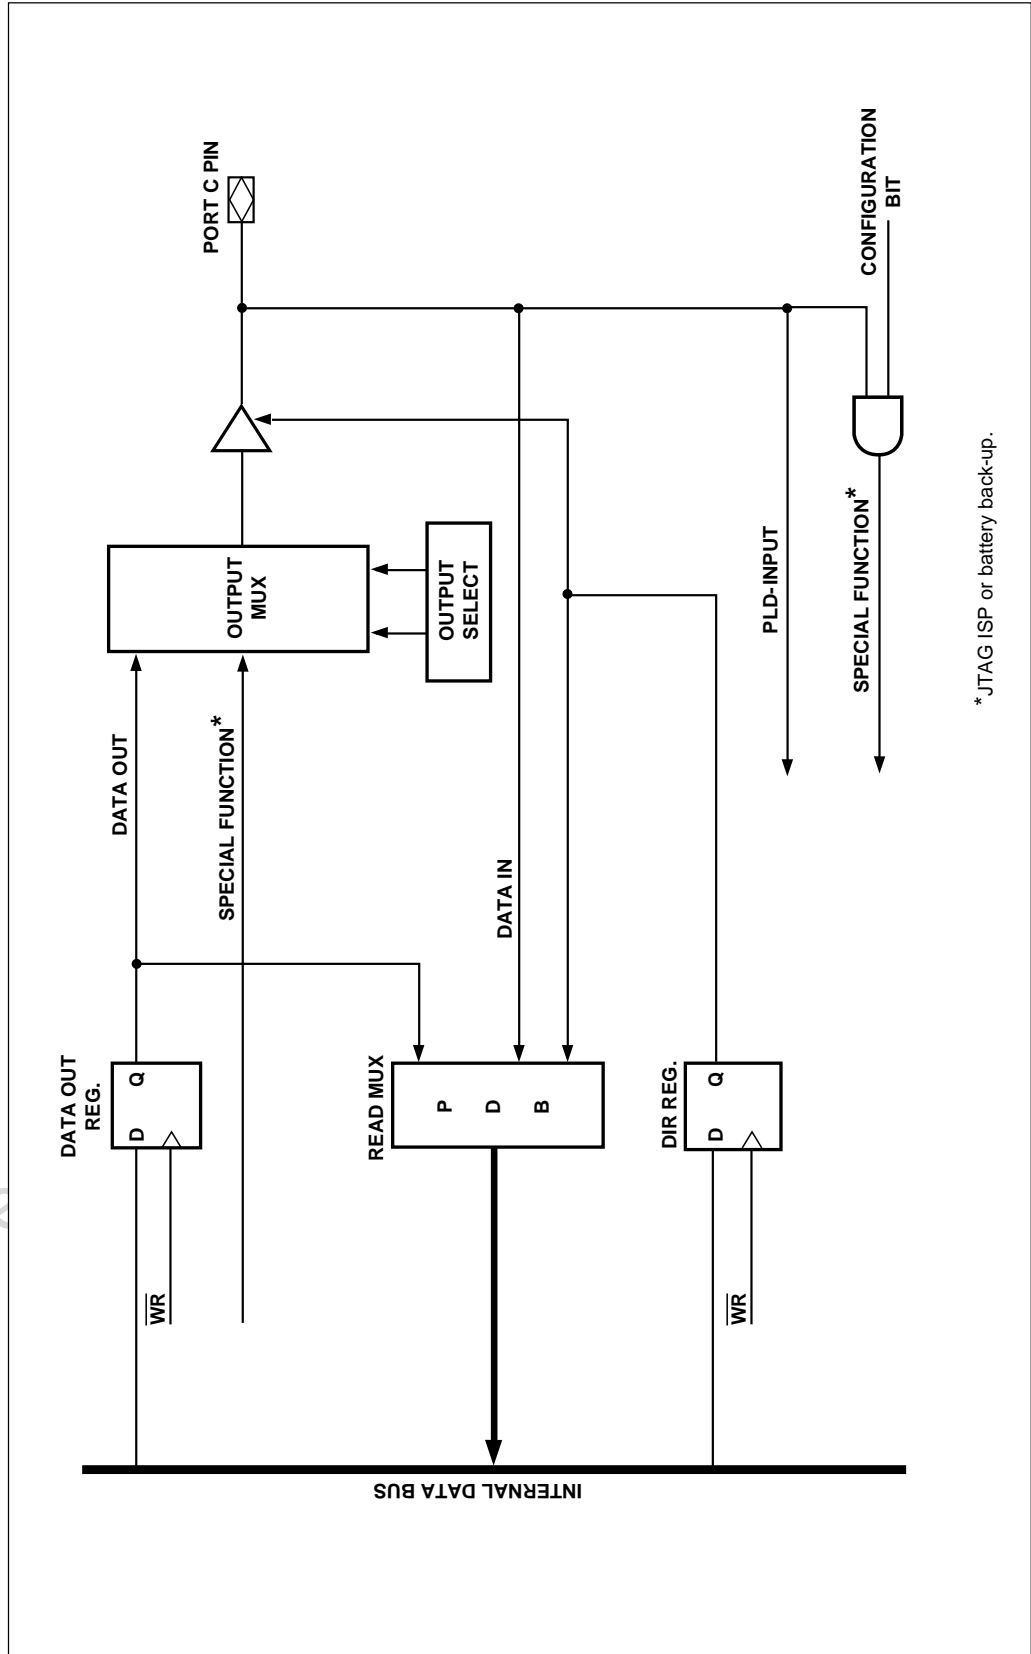 PORT C PIN
CONFIGURATION
BIT
OUTPUT
MUX
OUTPUT
SELECT
DATA OUT
SPECIAL FUNCTION*
PLD-INPUT
SPECIAL FUNCTION*
DATA IN
DATA OUT
REG.
D Q
READ MUX
P
D
B
DIR REG.
D Q
WR
WR
INTERNAL DATA BUS
*JTAG ISP or battery back-up.